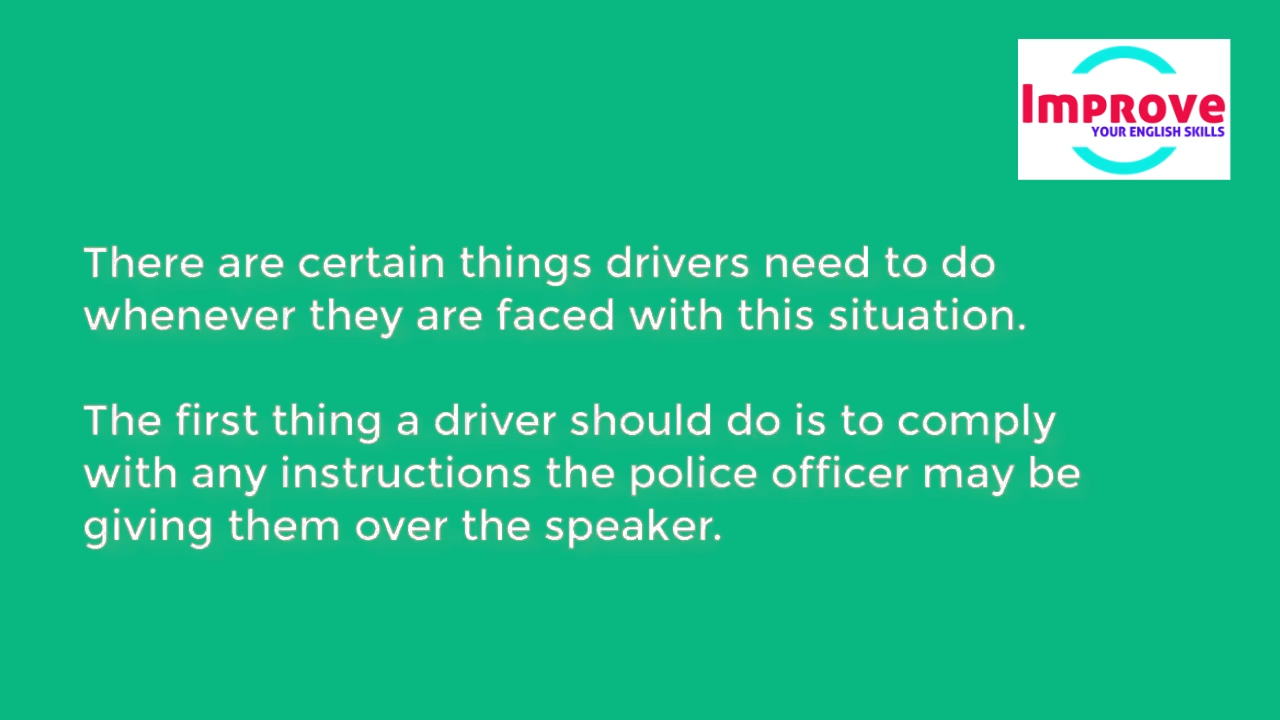 Improve
YOUR ENGLISH SKILLS
There are certain things drivers need to do
whenever they are faced with this situation.
The first thing a driver should do is to comply
with any instructions the police officer may be
giving them over the speaker.